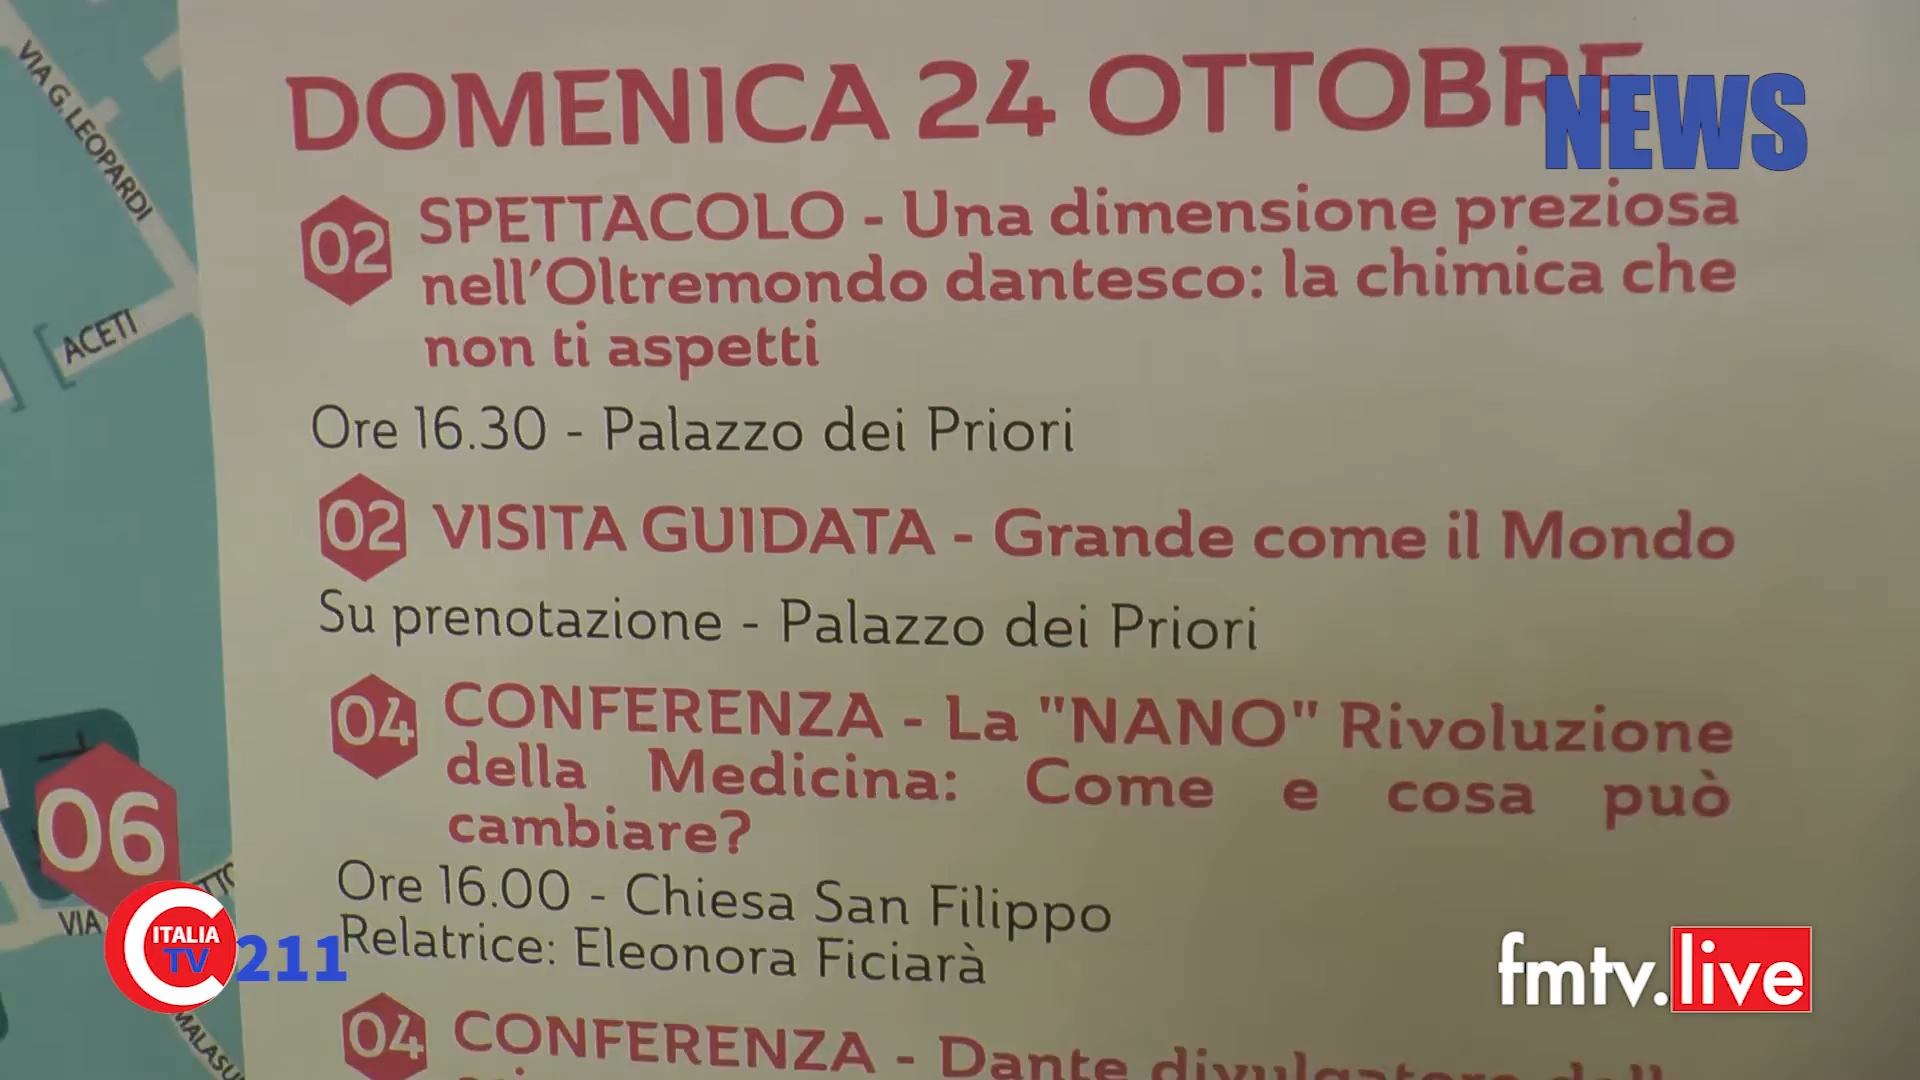 DOMENICA 24 OTTOBRE
NEWS
02 SPETTACOLO - Una dimensione preziosa
nell'Oltremondo dantesco: la chimica che
non ti aspetti
Ore 16.30 - Palazzo dei Priori
02 VISITA GUIDATA - Grande come il Mondo
Su prenotazione - Palazzo dei Priori
04 CONFERENZA - La "NANO" Rivoluzione
della Medicina: Come e cosa può
cambiare?
Ore 16.00 - Chiesa San Filippo
Relatrice: Eleonora Ficiarà
04 CONFERENZA - Dante divulgatore
VIA G. LEOPARDI
ACETI
06
VIA
ITALIA
TV
211
fmtv.live